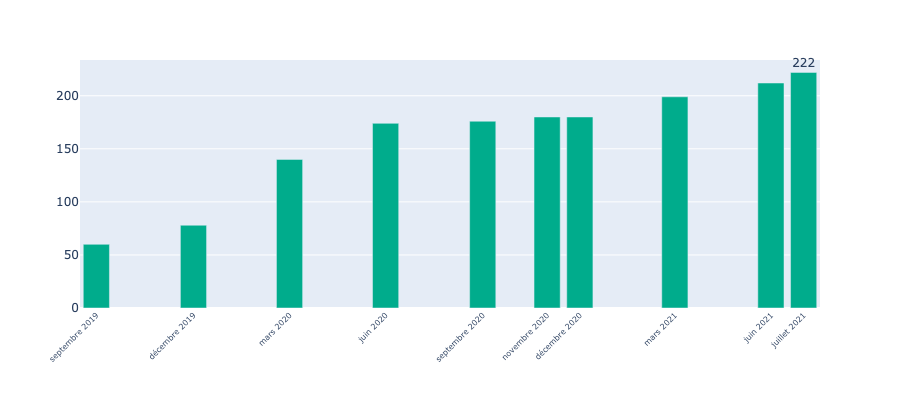 222
200
150
100
50
0
septembre 2019
décembre 2019
mars 2020
juin 2020
septembre 2020
novembre 2020
décembre 2020
mars 2021
juin 2021
juillet 2021